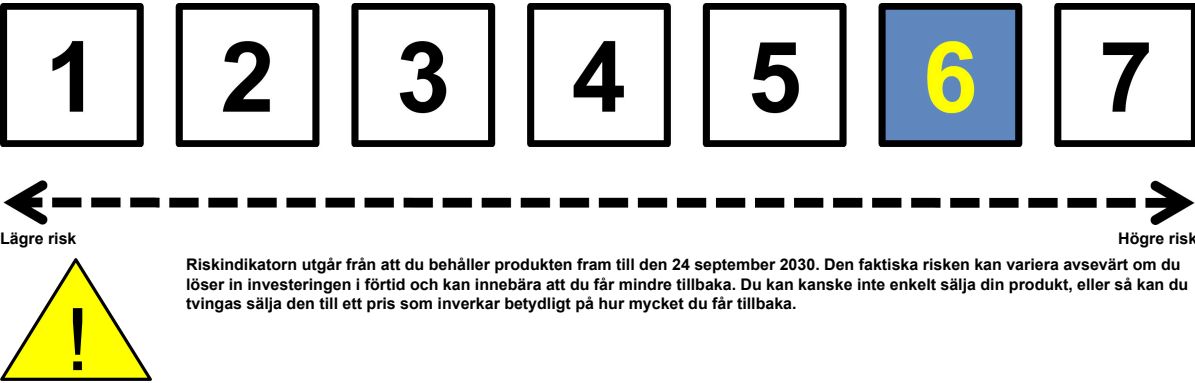 1 2 3 4 5 6 7
Lägre risk Högre risk
! Riskindikatorn utgår från att du behåller produkten fram till den 24 september 2030. Den faktiska risken kan variera avsevärt om du
löser in investeringen i förtid och kan innebära att du får mindre tillbaka. Du kan kanske inte enkelt sälja din produkt, eller så kan du
tvingas sälja den till ett pris som inverkar betydligt på hur mycket du får tillbaka.